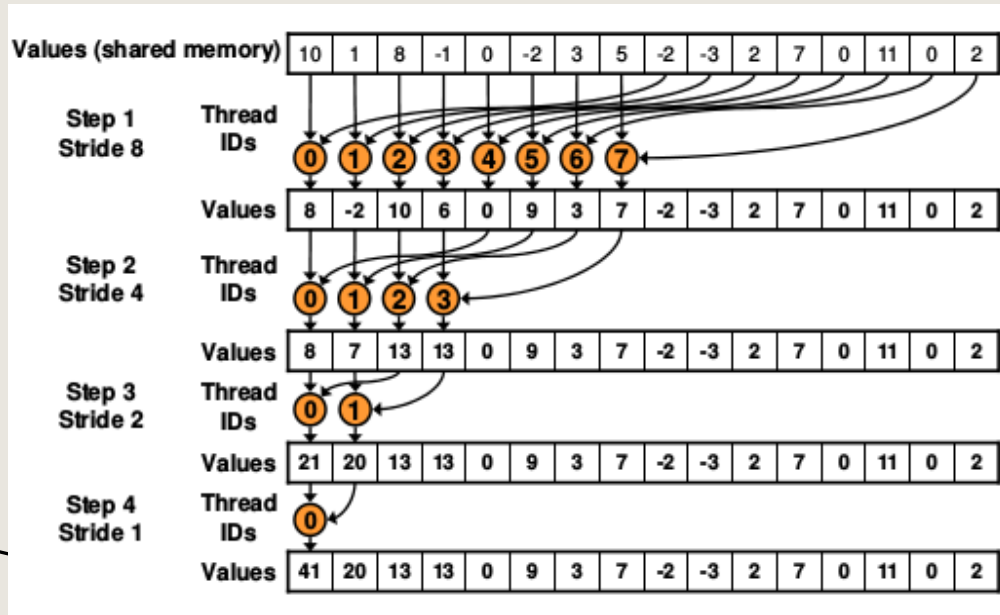 Values (shared memory) 10 1 8 -1 0 -2 3 5 -2 -3 2 7 0 11 0 2
Step 1 Thread
Stride 8 IDs 0 1 2 3 4 5 6 7
Values 8 -2 10 6 0 9 3 7 -2 -3 2 7 0 11 0 2
Step 2 Thread
Stride 4 IDs 0 1 2 3
Values 8 7 13 13 0 9 3 7 -2 -3 2 7 0 11 0 2
Step 3 Thread
Stride 2 IDs 0 1
Values 21 20 13 13 0 9 3 7 -2 -3 2 7 0 11 0 2
Step 4 Thread
Stride 1 IDs 0
Values 41 20 13 13 0 9 3 7 -2 -3 2 7 0 11 0 2